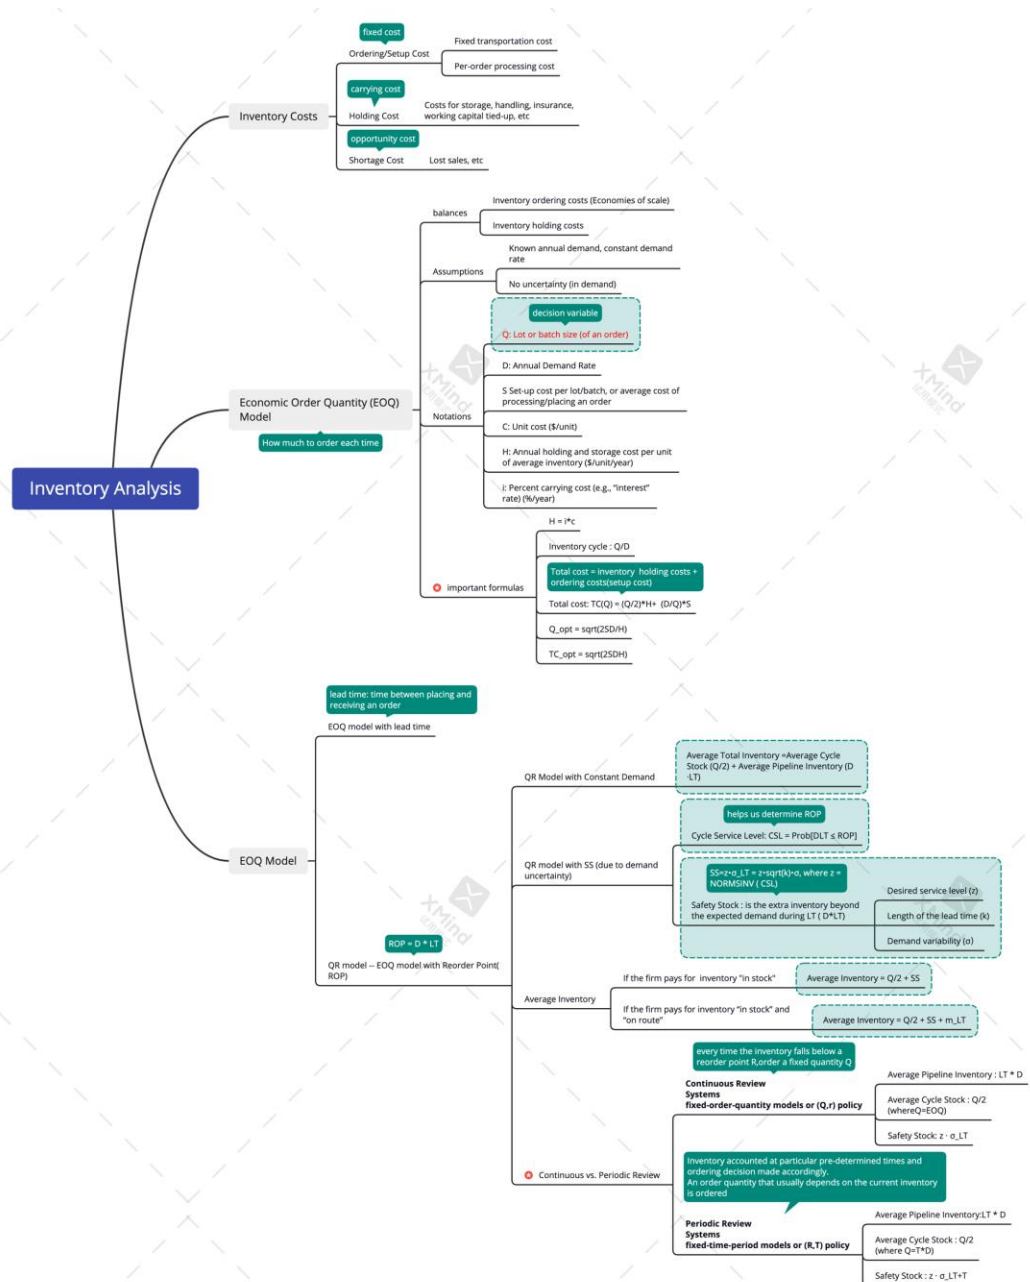 fixed cost
Ordering/Setup Cost
Fixed transportation cost
Per-order processing cost
Inventory Costs
carrying cost
Holding Cost
Costs for storage, handling, insurance,
working capital tied-up, etc
opportunity cost
Shortage Cost
Lost sales, etc
balances
Inventory ordering costs (Economies of scale)
Inventory holding costs
Assumptions
Known annual demand, constant demand
rate
No uncertainty (in demand)
decision variable
Q: Lot or batch size (of an order)
D: Annual Demand Rate
S Set-up cost per lot/batch, or average cost of
processing/placing an order
Economic Order Quantity (EOQ)
Model
How much to order each time
Notations
C: Unit cost ($/unit)
H: Annual holding and storage cost per unit
of average inventory ($/unit/year)
i: Percent carrying cost (e.g., "interest"
rate) (%/year)
Inventory Analysis
H = i*c
Inventory cycle : Q/D
Total cost = inventory holding costs +
ordering costs(setup cost)
important formulas
Total cost: TC(Q) = (Q/2)*H+ (D/Q)*S
Q_opt = sqrt(2SD/H)
TC_opt = sqrt(2SDH)
lead time: time between placing and
receiving an order
EOQ model with lead time
QR Model with Constant Demand
Average Total Inventory =Average Cycle
Stock (Q/2) + Average Pipeline Inventory (D
·LT)
helps us determine ROP
Cycle Service Level: CSL = Prob[DLT ≤ ROP]
EOQ Model
QR model with SS (due to demand
uncertainty)
SS=z•σ_LT = z•sqrt(k)•σ, where z =
NORMSINV ( CSL)
Safety Stock : is the extra inventory beyond
the expected demand during LT ( D*LT)
Desired service level (z)
Length of the lead time (k)
Demand variability (σ)
ROP = D * LT
QR model -- EOQ model with Reorder Point(
ROP)
Average Inventory
If the firm pays for inventory "in stock"
Average Inventory = Q/2 + SS
If the firm pays for inventory "in stock" and
"on route"
Average Inventory = Q/2 + SS + m_LT
every time the inventory falls below a
reorder point R,order a fixed quantity Q
Continuous Review
Systems
fixed-order-quantity models or (Q,r) policy
Average Pipeline Inventory : LT * D
Average Cycle Stock : Q/2
(whereQ=EOQ)
Safety Stock: z · σ_LT
Continuous vs. Periodic Review
Inventory accounted at particular pre-determined times and
ordering decision made accordingly.
An order quantity that usually depends on the current inventory
is ordered
Periodic Review
Systems
fixed-time-period models or (R,T) policy
Average Pipeline Inventory:LT * D
Average Cycle Stock : Q/2
(where Q=T*D)
Safety Stock : z · σ_LT+T
XMind
XMind
XMind
XMind